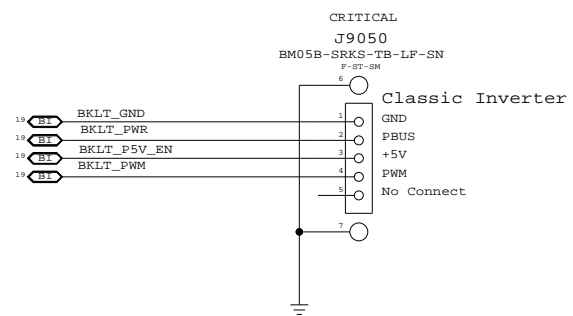 CRITICAL
J9050
BM05B-SRKS-TB-LF-SN
F-ST-SM
6
Classic Inverter
19 BI BKLT_GND 1 GND
19 BI BKLT_PWR 2 PBUS
19 BI BKLT_P5V_EN 3 +5V
19 BI BKLT_PWM 4 PWM
5 No Connect
7